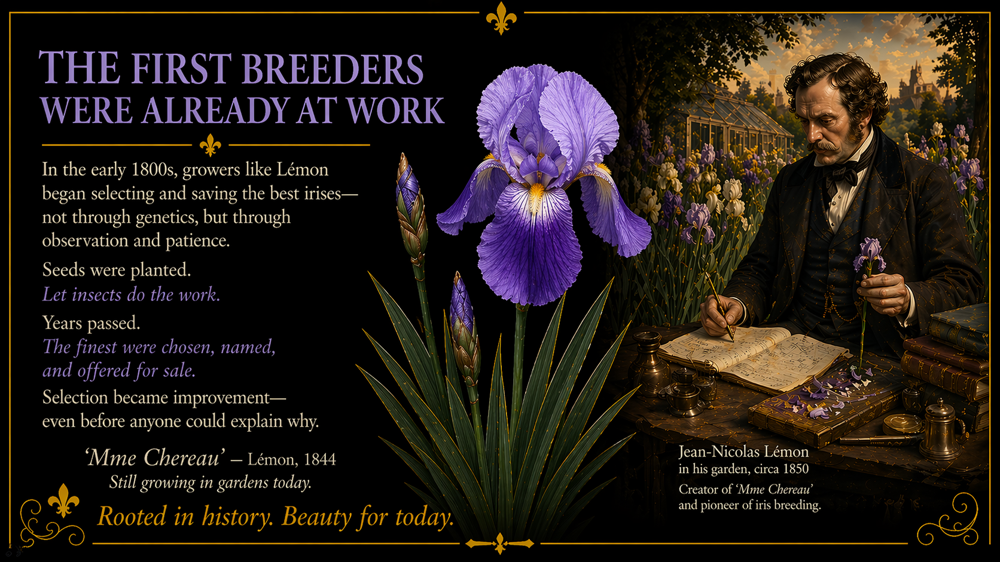 THE FIRST BREEDERS
WERE ALREADY AT WORK
In the early 1800s, growers like Lémon
began selecting and saving the best irises—
not through genetics, but through
observation and patience.
Seeds were planted.
Let insects do the work.
Years passed.
The finest were chosen, named,
and offered for sale.
Selection became improvement—
even before anyone could explain why.
‘Mme Chereau’ – Lémon, 1844
Still growing in gardens today.
Rooted in history. Beauty for today.
Jean-Nicolas Lémon
in his garden, circa 1850
Creator of ‘Mme Chereau’
and pioneer of iris breeding.